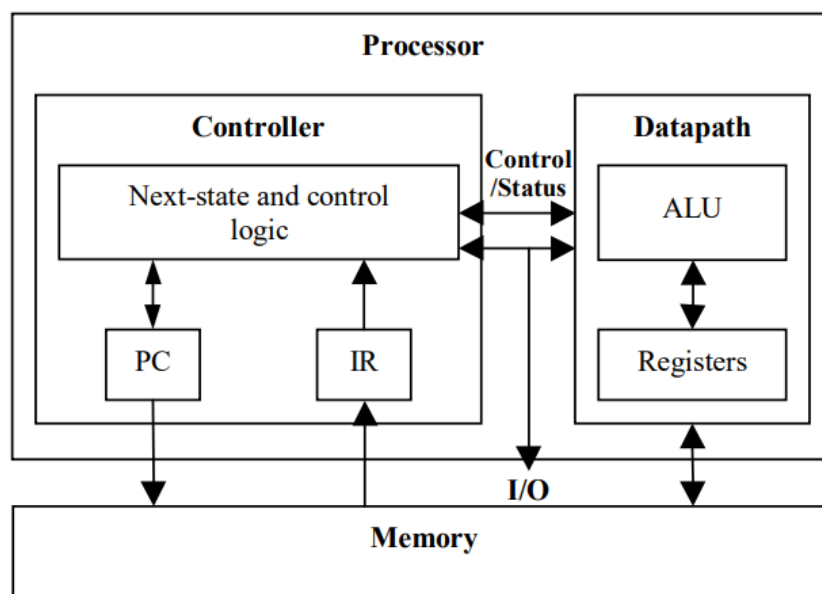 Processor
Controller
Datapath
Control
/Status
Next-state and control
logic
ALU
PC
IR
Registers
I/O
Memory